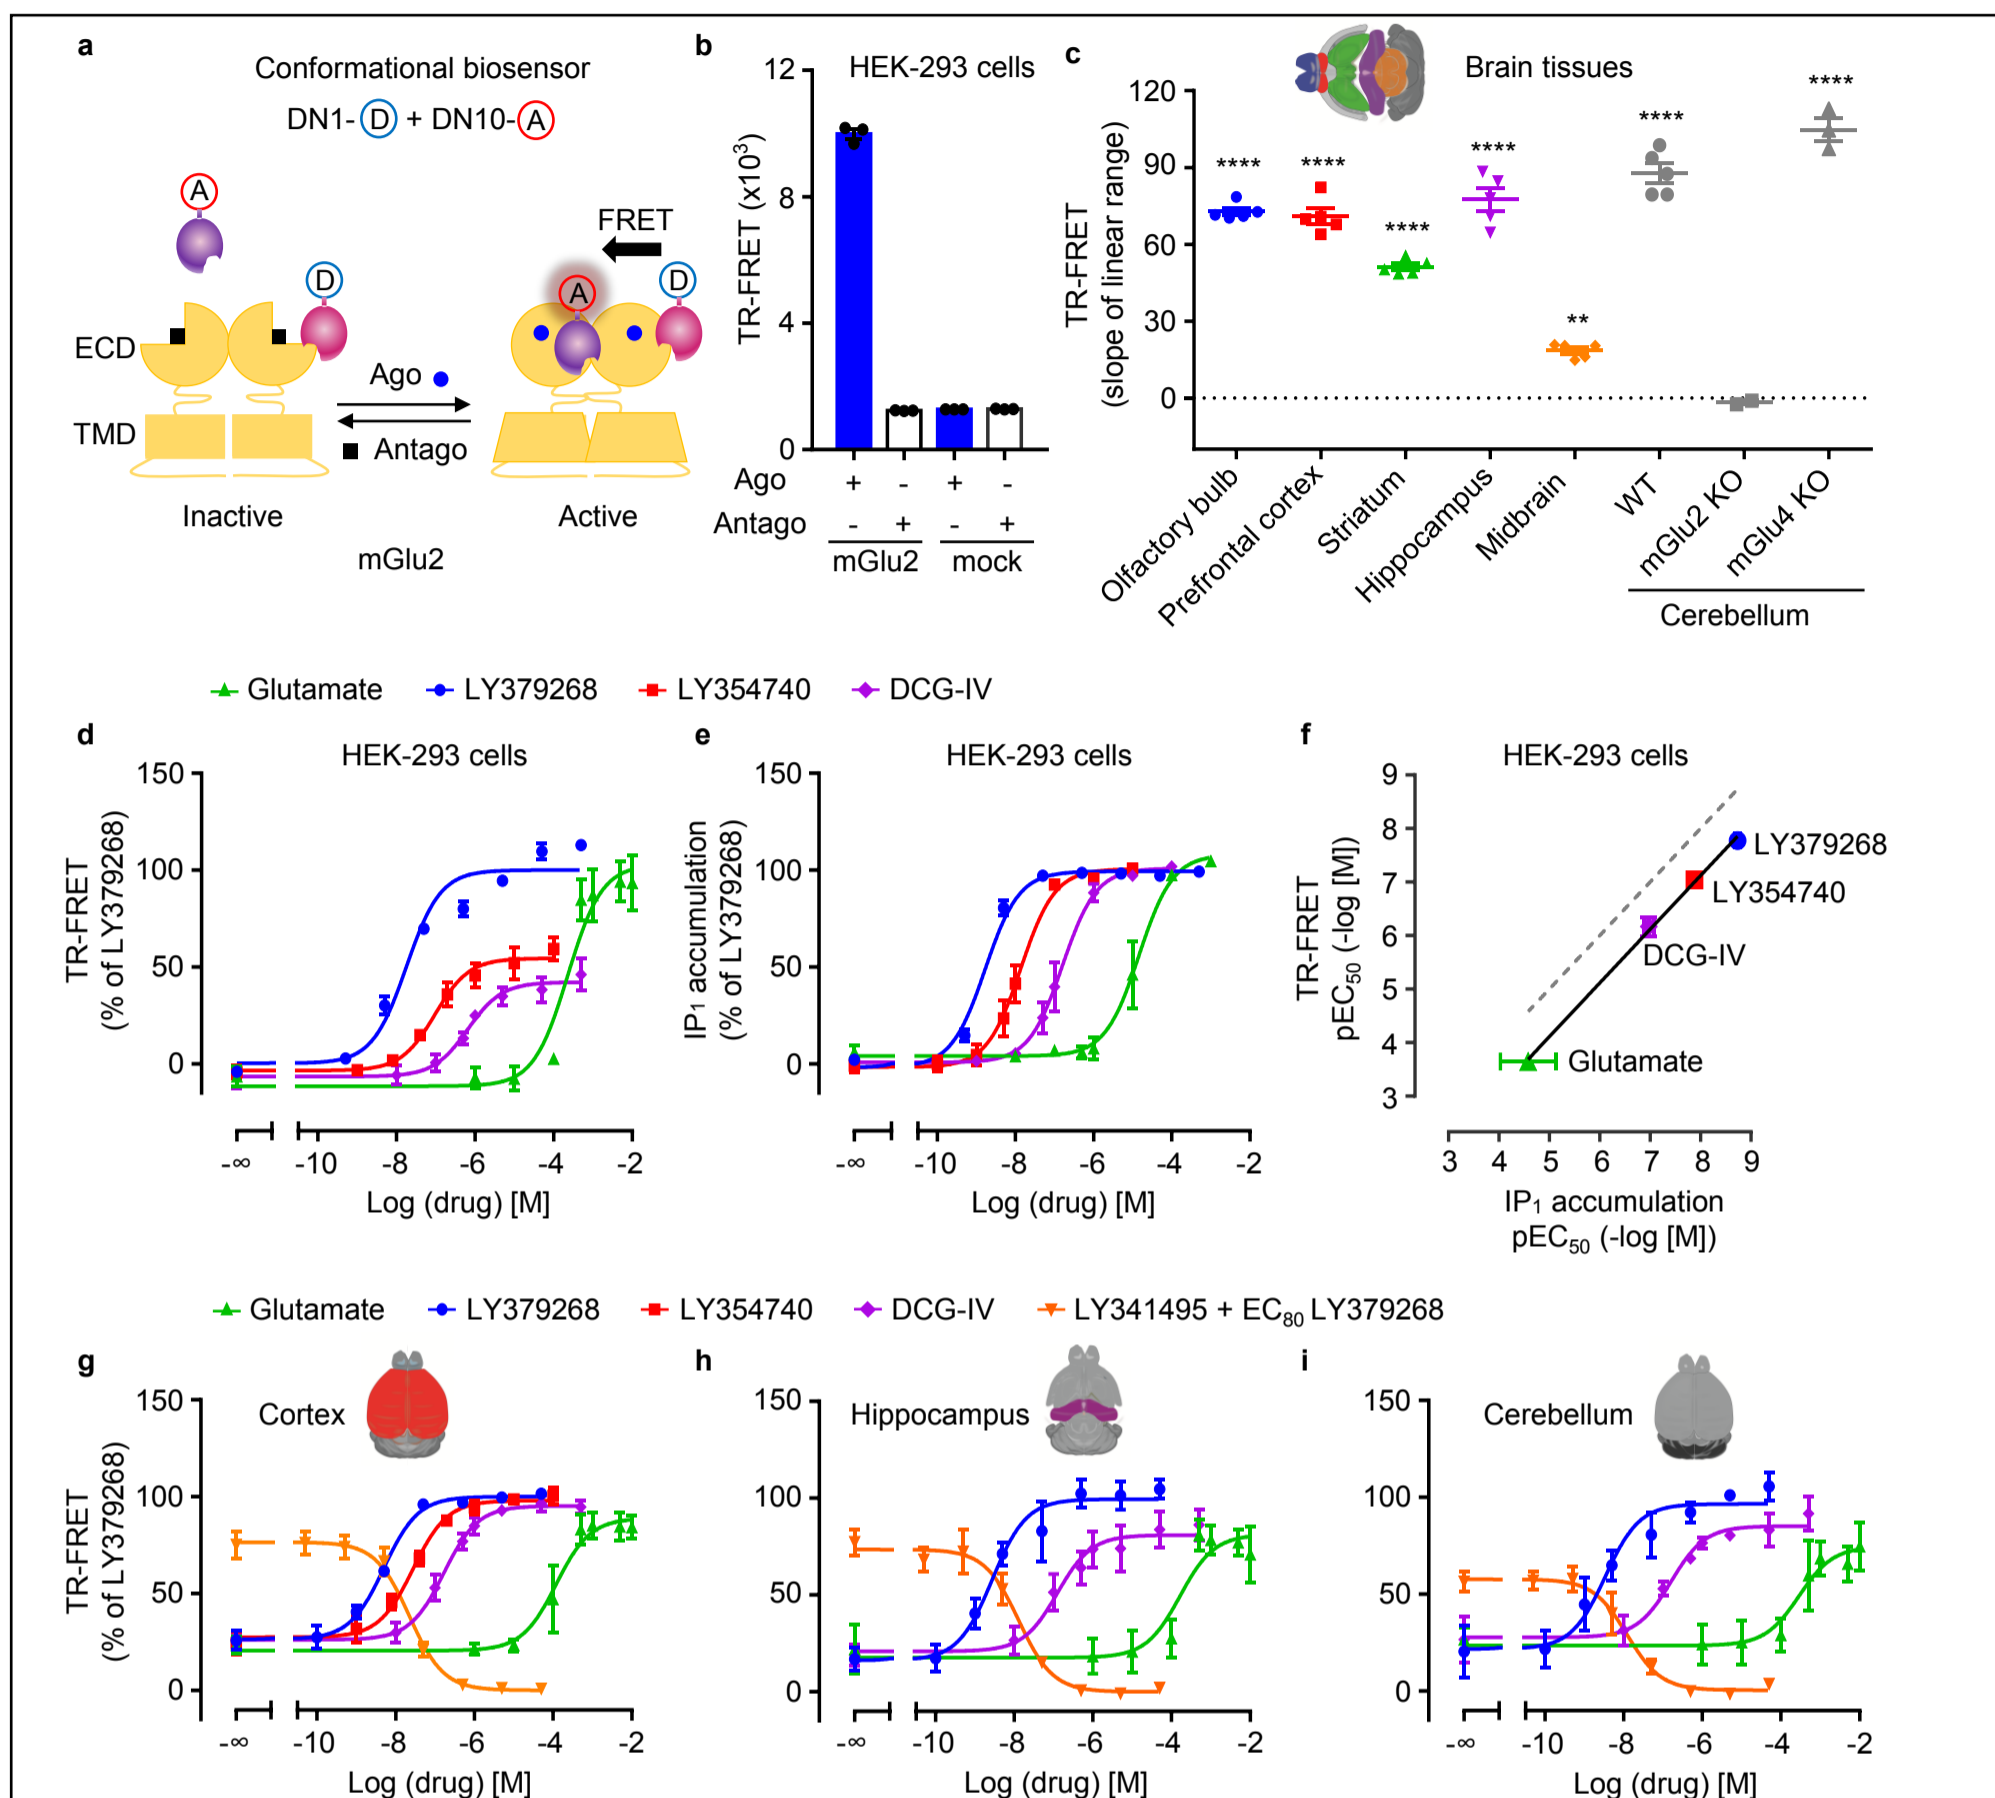 a
Conformational biosensor
DN1- D + DN10- A
A
FRET
D
A
D
ECD
Ago
TMD
Antago
Inactive
Active
mGlu2
b
HEK-293 cells
TR-FRET (x10³)
12
8
4
0
Ago + - + -
Antago - + - +
mGlu2 mock
c
Brain tissues
TR-FRET
(slope of linear range)
120
90
60
30
0
**** **** **** **** ** **** ****
Olfactory bulb
Prefrontal cortex
Striatum
Hippocampus
Midbrain
WT
mGlu2 KO
mGlu4 KO
Cerebellum
Glutamate LY379268 LY354740 DCG-IV
d
HEK-293 cells
TR-FRET
(% of LY379268)
150
100
50
0
-∞ -10 -8 -6 -4 -2
Log (drug) [M]
e
HEK-293 cells
IP₁ accumulation
(% of LY379268)
150
100
50
0
-∞ -10 -8 -6 -4 -2
Log (drug) [M]
f
HEK-293 cells
TR-FRET
pEC₅₀ (-log [M])
9
8
7
6
5
4
3
LY379268
LY354740
DCG-IV
Glutamate
3 4 5 6 7 8 9
IP₁ accumulation
pEC₅₀ (-log [M])
Glutamate LY379268 LY354740 DCG-IV LY341495 + EC₈₀ LY379268
g
Cortex
TR-FRET
(% of LY379268)
150
100
50
0
-∞ -10 -8 -6 -4 -2
Log (drug) [M]
h
Hippocampus
150
100
50
0
-∞ -10 -8 -6 -4 -2
Log (drug) [M]
i
Cerebellum
150
100
50
0
-∞ -10 -8 -6 -4 -2
Log (drug) [M]